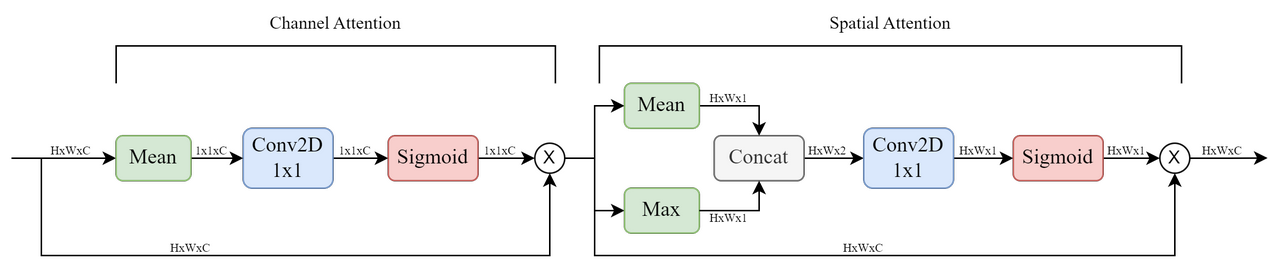 Channel Attention
Spatial Attention
HxWxC
Mean
1x1xC
Conv2D
1x1
1x1xC
Sigmoid
1x1xC
X
HxWxC
Mean
HxWx1
Max
HxWx1
Concat
HxWx2
Conv2D
1x1
HxWx1
Sigmoid
HxWx1
X
HxWxC
HxWxC